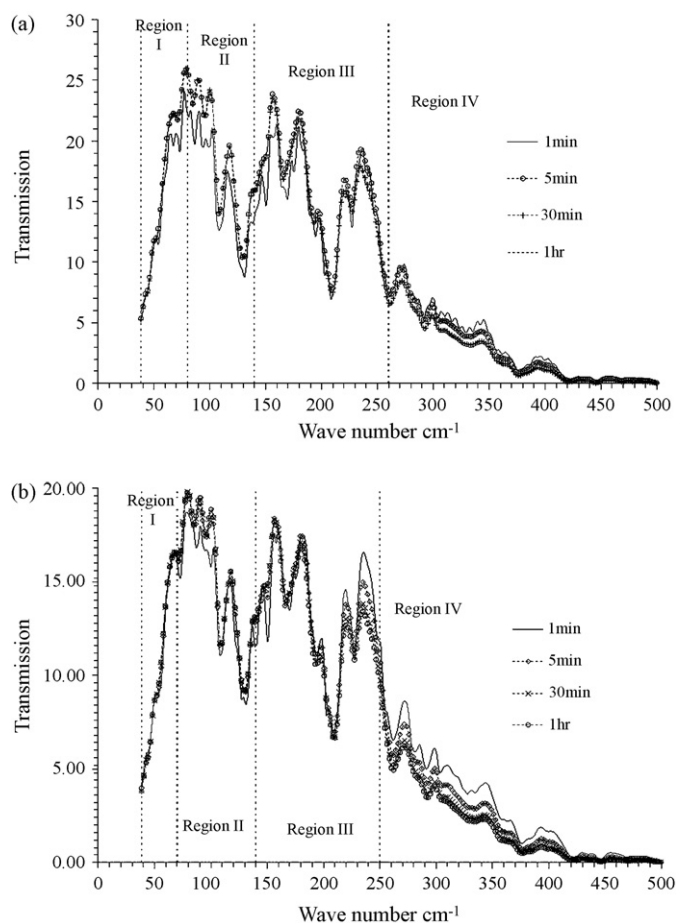 (a)
30
25
20
15
10
5
0
Transmission
Region
I
Region
II
Region III
Region IV
1min
5min
30min
1hr
0 50 100 150 200 250 300 350 400 450 500
Wave number cm-1
(b)
20.00
15.00
10.00
5.00
0.00
Transmission
Region
I
Region IV
1min
5min
30min
1hr
Region II
Region III
0 50 100 150 200 250 300 350 400 450 500
Wave number cm-1